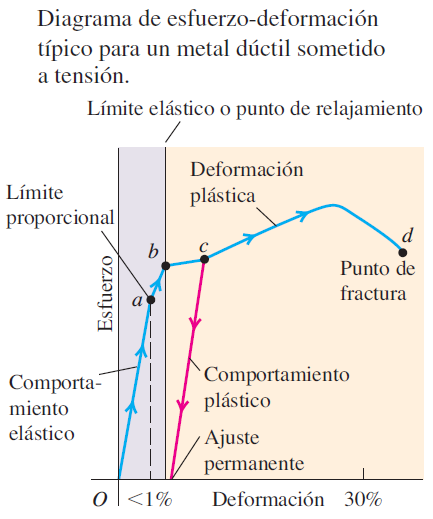 Diagrama de esfuerzo-deformación
típico para un metal dúctil sometido
a tensión.
Límite elástico o punto de relajamiento
Deformación
plástica
Límite
proporcional
a
b
c
d
Punto de
fractura
Esfuerzo
Comporta-
miento
elástico
Comportamiento
plástico
Ajuste
permanente
O
<1%
Deformación
30%